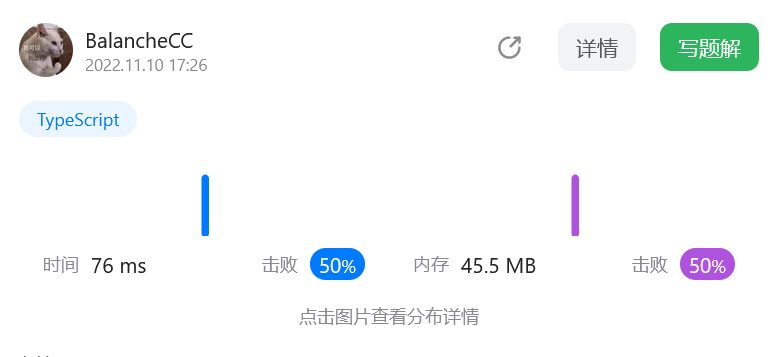 BalancheCC
2022.11.10 17:26
详情
写题解
TypeScript
时间 76 ms 击败 50% 内存 45.5 MB 击败 50%
点击图片查看分布详情